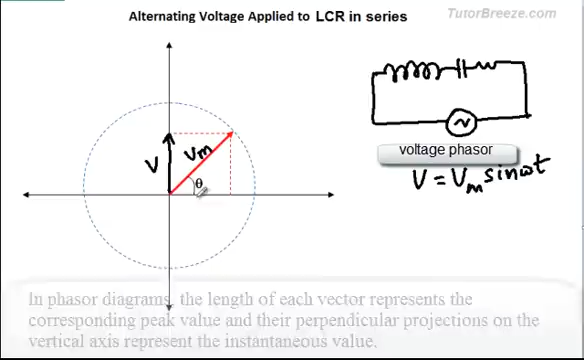 TutorBreeze.com
Alternating Voltage Applied to LCR in series
voltage phasor
V = Vm sinωt
V
Vm
θ
In phasor diagrams, the length of each vector represents the
corresponding peak value and their perpendicular projections on the
vertical axis represent the instantaneous value.